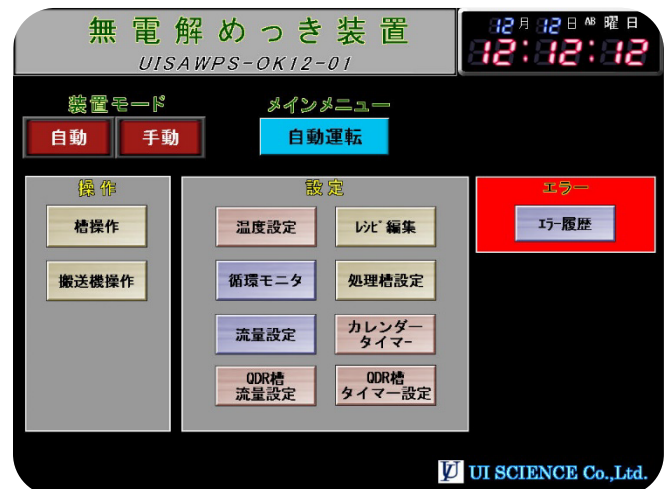 無電解めっき装置
UISAWPS-OK12-01
12月12日 AB 曜日
12:12:12
装置モード
メインメニュー
自動
手動
自動運転
操作
槽操作
搬送機操作
設定
温度設定
ﾚｼﾋﾟ編集
循環モニタ
処理槽設定
流量設定
カレンダー
タイマー
QDR槽
流量設定
QDR槽
タイマー設定
エラー
ｴﾗｰ履歴
UI SCIENCE Co.,Ltd.